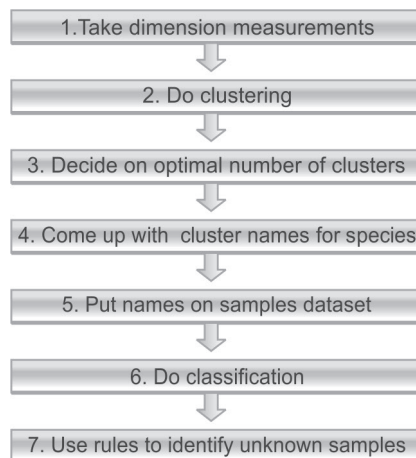 1.Take dimension measurements
2. Do clustering
3. Decide on optimal number of clusters
4. Come up with cluster names for species
5. Put names on samples dataset
6. Do classification
7. Use rules to identify unknown samples